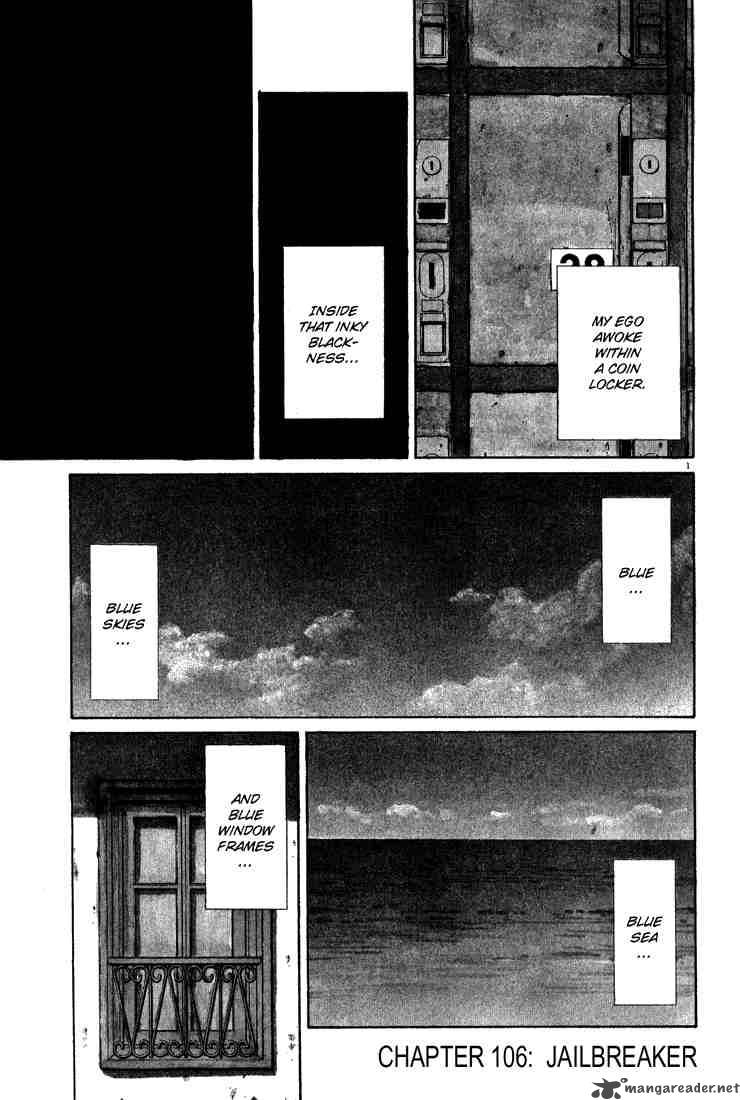 MY EGO
AWOKE
WITHIN
A COIN
LOCKER.
INSIDE
THAT INKY
BLACK-
NESS...
1
BLUE
...
BLUE
SKIES
...
BLUE
SEA
...
AND
BLUE
WINDOW
FRAMES
...
CHAPTER 106: JAILBREAKER
mangareader.net